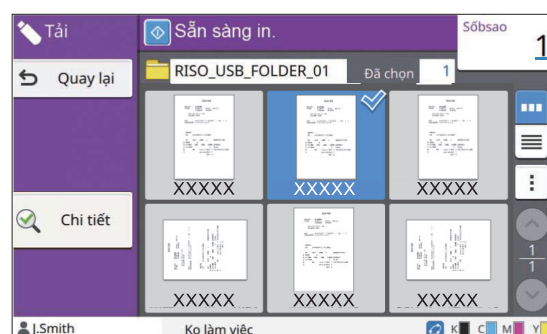 Tải
Sẵn sàng in.
Sốbsao
1
Quay lại
RISO_USB_FOLDER_01
Đã chọn
1
XXXXX
XXXXX
XXXXX
Chi tiết
XXXXX
XXXXX
XXXXX
1
1
J.Smith
Ko làm việc
K
C
M
Y